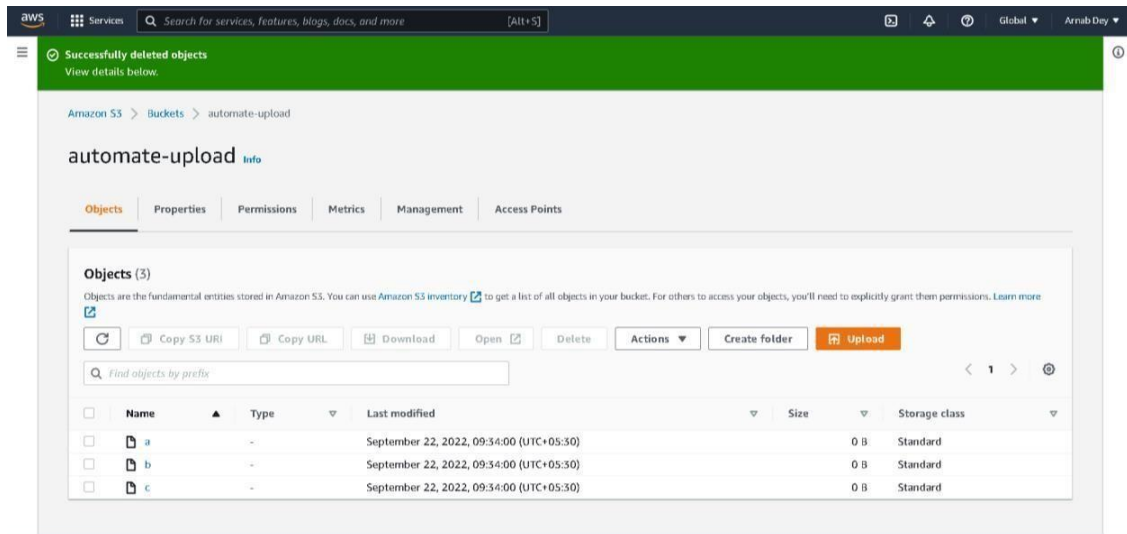 aws Services Search for services, features, blogs, docs, and more [Alt+S] Global Arnab Dey
Successfully deleted objects
View details below.
Amazon S3 > Buckets > automate-upload
automate-upload Info
Objects Properties Permissions Metrics Management Access Points
Objects (3)
Objects are the fundamental entities stored in Amazon S3. You can use Amazon S3 inventory to get a list of all objects in your bucket. For others to access your objects, you'll need to explicitly grant them permissions. Learn more
Copy S3 URI Copy URL Download Open Delete Actions Create folder Upload
Find objects by prefix < 1 >
Name Type Last modified Size Storage class
a - September 22, 2022, 09:34:00 (UTC+05:30) 0 B Standard
b - September 22, 2022, 09:34:00 (UTC+05:30) 0 B Standard
c - September 22, 2022, 09:34:00 (UTC+05:30) 0 B Standard